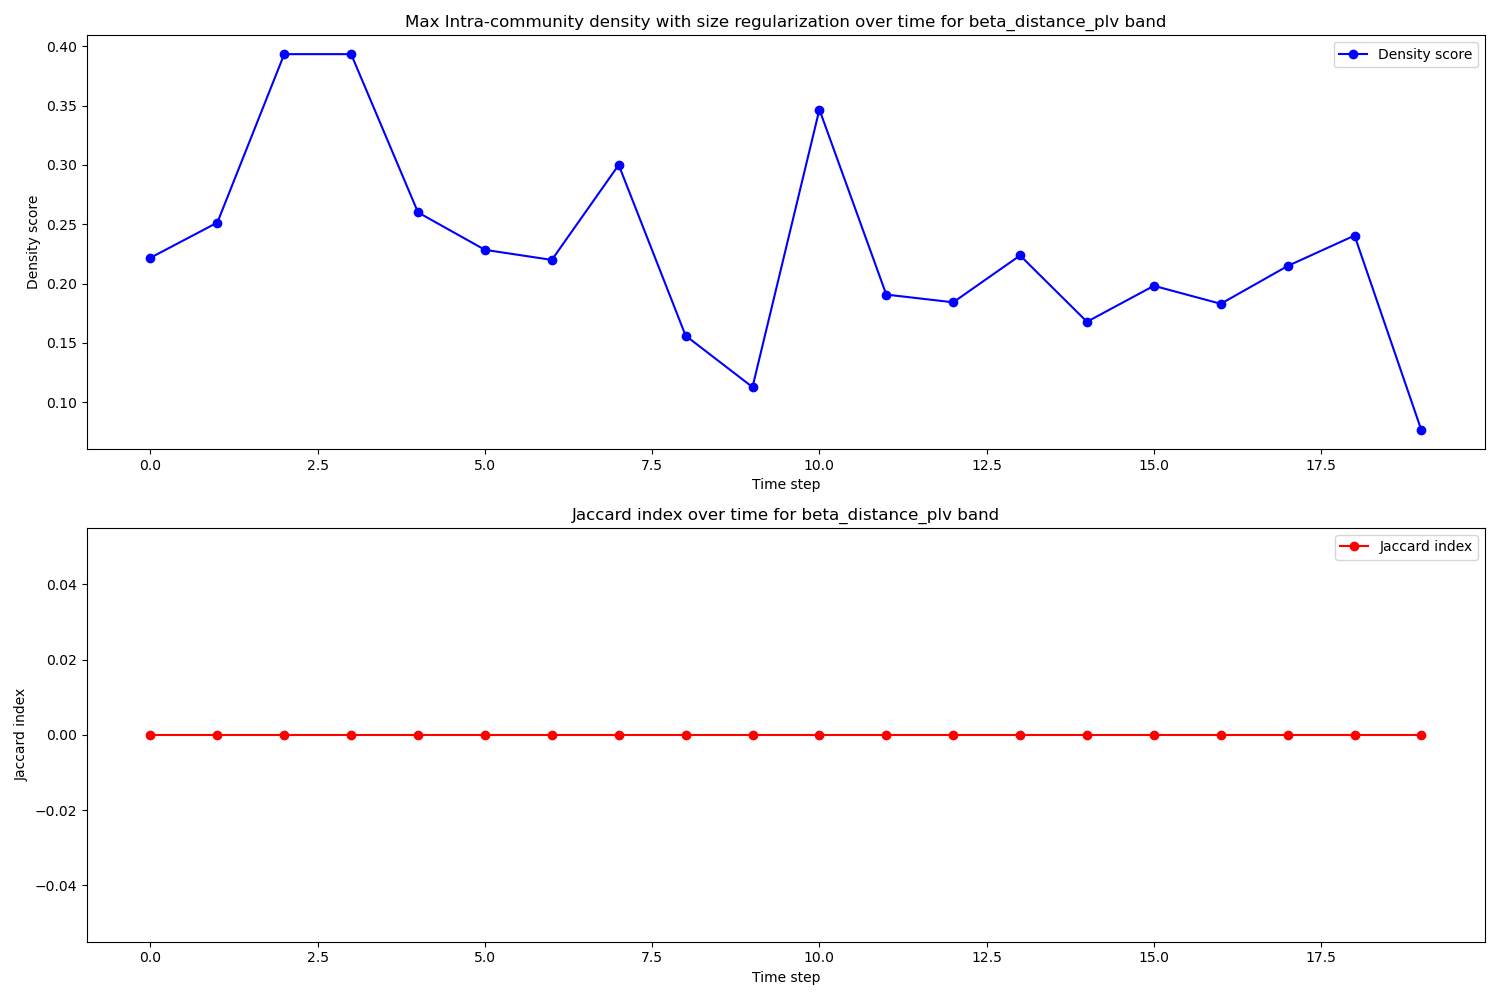 Max Intra-community density with size regularization over time for beta_distance_plv band
Density score
0.40
0.35
0.30
0.25
0.20
0.15
0.10
Density score
0.0 2.5 5.0 7.5 10.0 12.5 15.0 17.5
Time step
Jaccard index over time for beta_distance_plv band
Jaccard index
0.04
0.02
0.00
−0.02
−0.04
Jaccard index
0.0 2.5 5.0 7.5 10.0 12.5 15.0 17.5
Time step